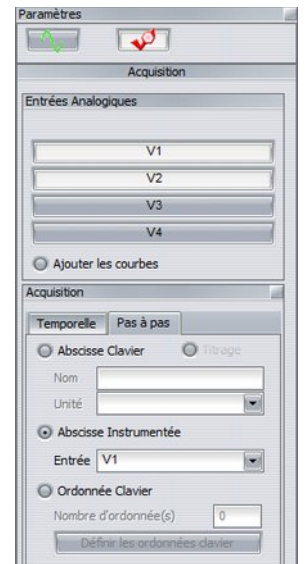 Paramètres
Acquisition
Entrées Analogiques
V1
V2
V3
V4
Ajouter les courbes
Acquisition
Temporelle Pas à pas
Abscisse Clavier Titrage
Nom
Unité
Abscisse Instrumentée
Entrée V1
Ordonnée Clavier
Nombre d'ordonnée(s) 0
Définir les ordonnées clavier